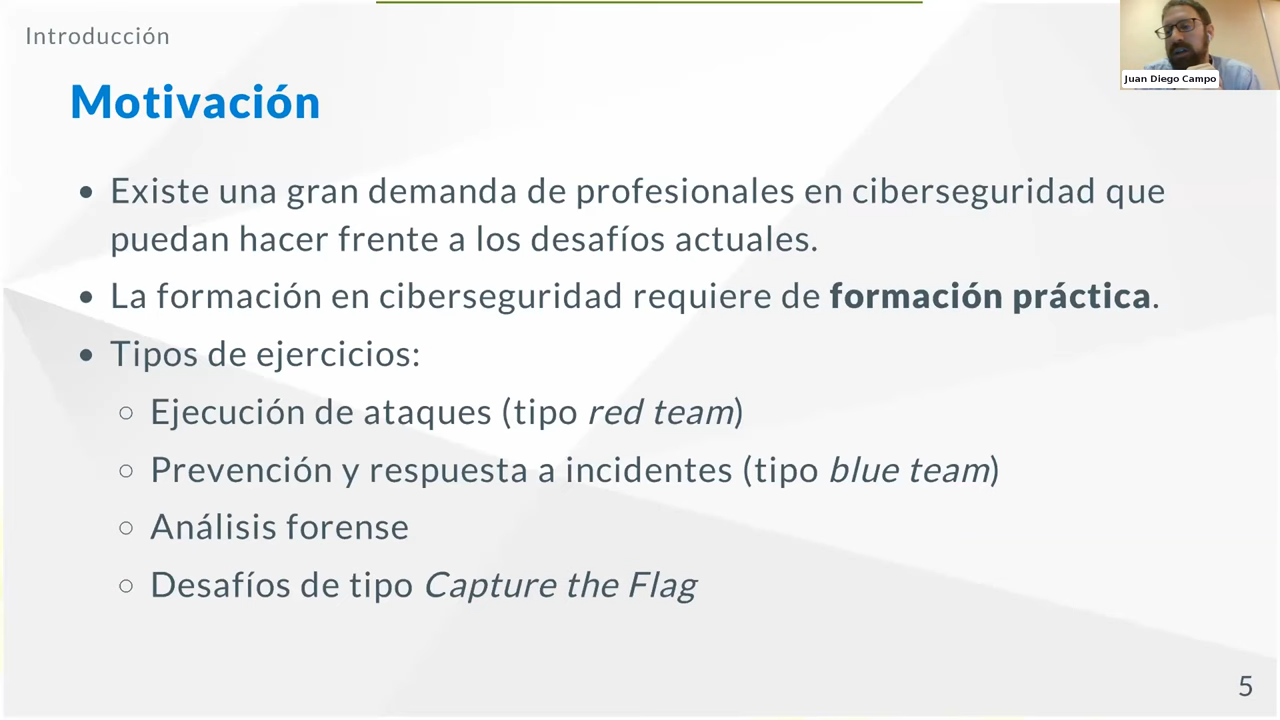 Introducción
Juan Diego Campo
Motivación
• Existe una gran demanda de profesionales en ciberseguridad que
puedan hacer frente a los desafíos actuales.
• La formación en ciberseguridad requiere de formación práctica.
• Tipos de ejercicios:
○ Ejecución de ataques (tipo red team)
○ Prevención y respuesta a incidentes (tipo blue team)
○ Análisis forense
○ Desafíos de tipo Capture the Flag
5